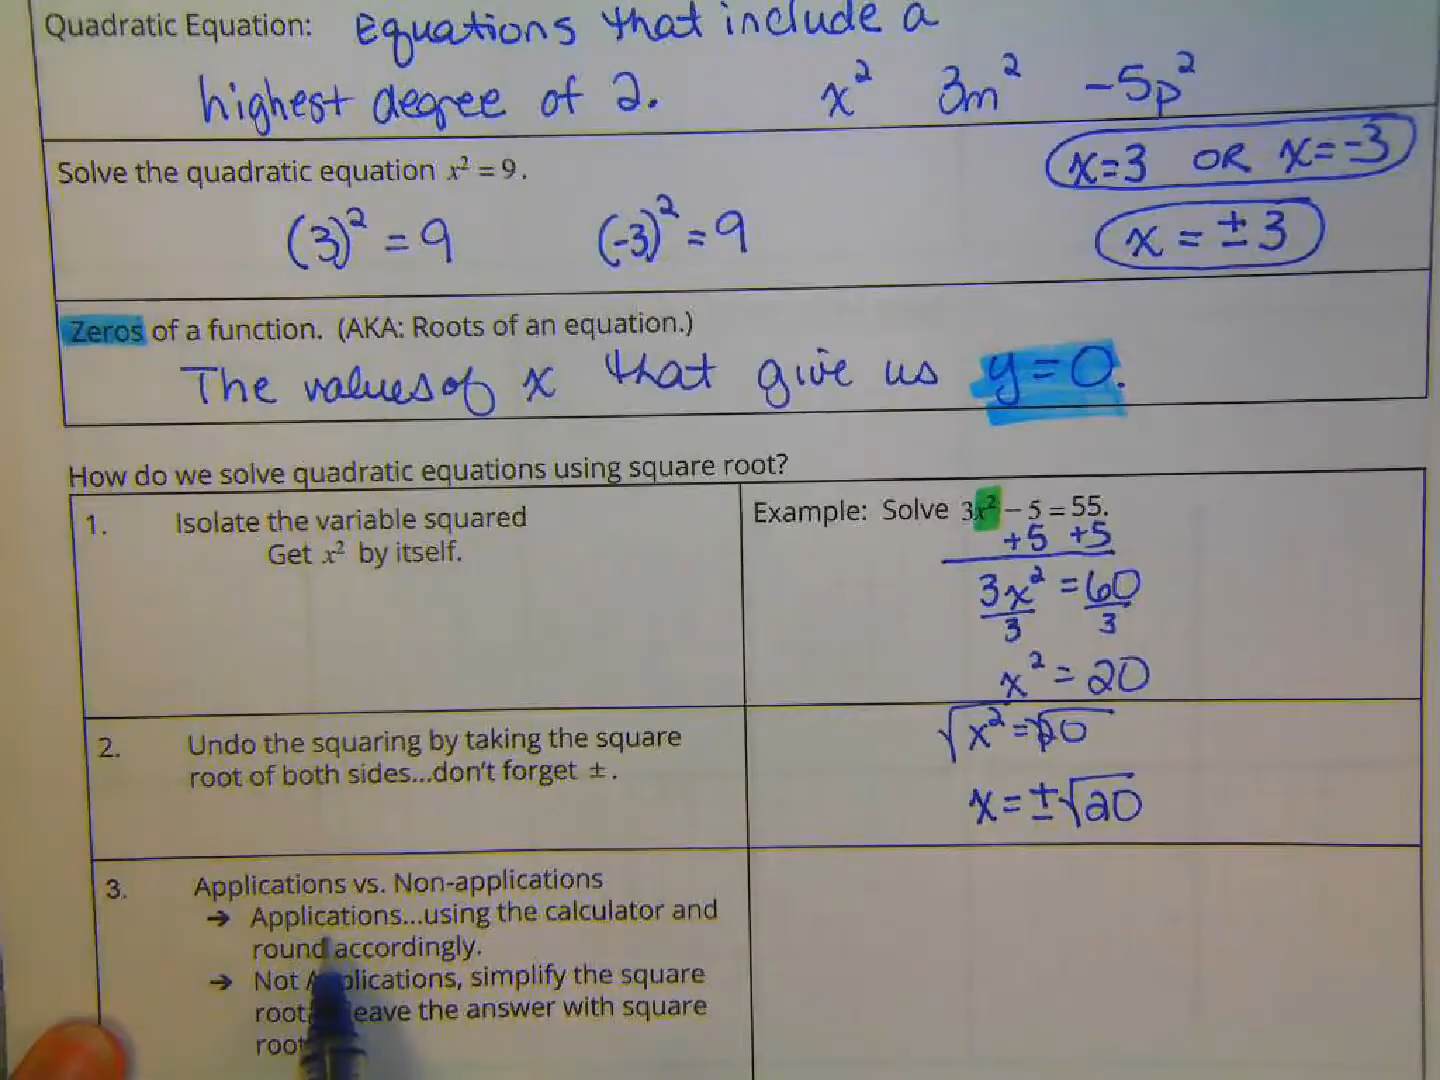 Quadratic Equation: Equations that include a
highest degree of 2. x² 3m² -5p²
Solve the quadratic equation x² = 9.
x=3 OR x=-3
(3)² = 9 (-3)² = 9 x = ±3
Zeros of a function. (AKA: Roots of an equation.)
The values of x that give us y=0.
How do we solve quadratic equations using square root?
1. Isolate the variable squared
Get x² by itself.
Example: Solve 3x² − 5 = 55.
+5 +5
3x² = 60
3 3
x² = 20
2. Undo the squaring by taking the square
root of both sides...don't forget ± .
√x² = √20
x = ±√20
3. Applications vs. Non-applications
→ Applications...using the calculator and
round accordingly.
→ Not Applications, simplify the square
root, leave the answer with square
root